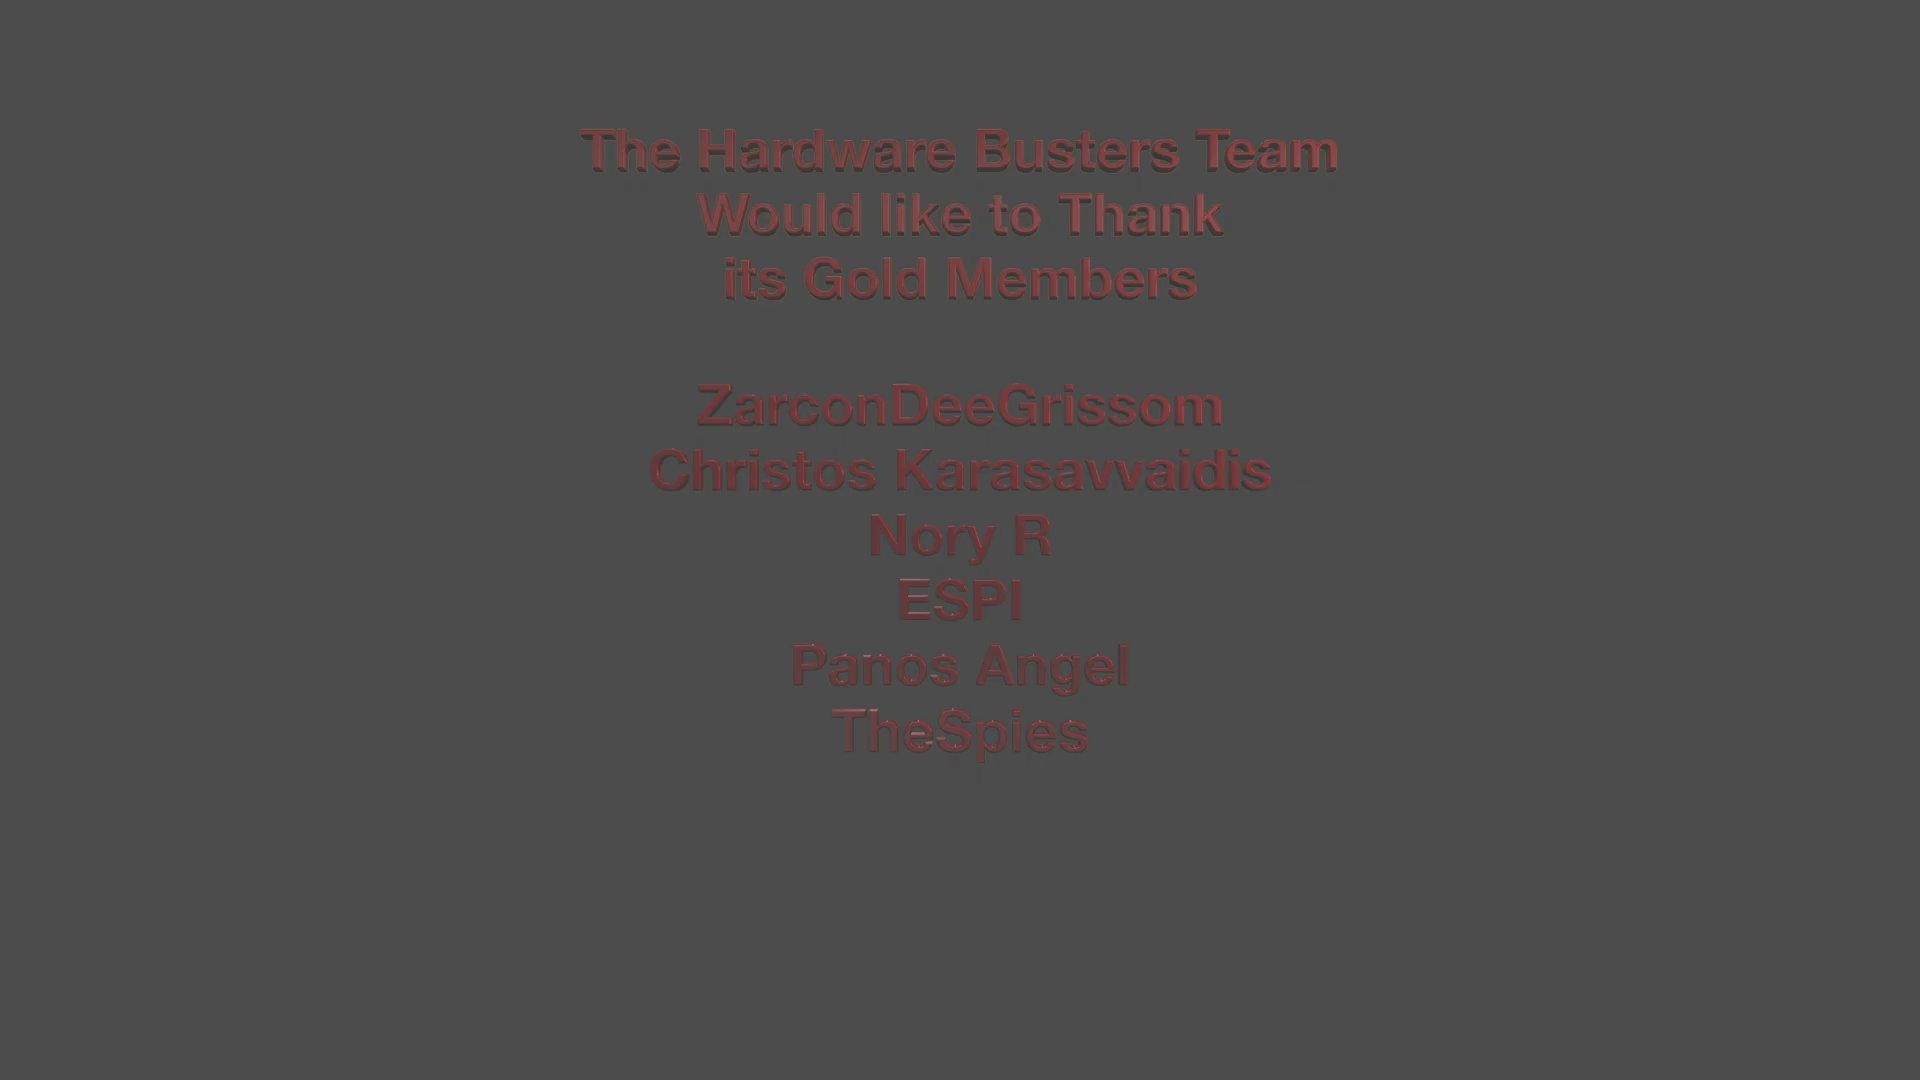 The Hardware Busters Team
Would like to Thank
its Gold Members
ZarconDeeGrissom
Christos Karasavvaidis
Nory R
ESPI
Panos Angel
TheSpies